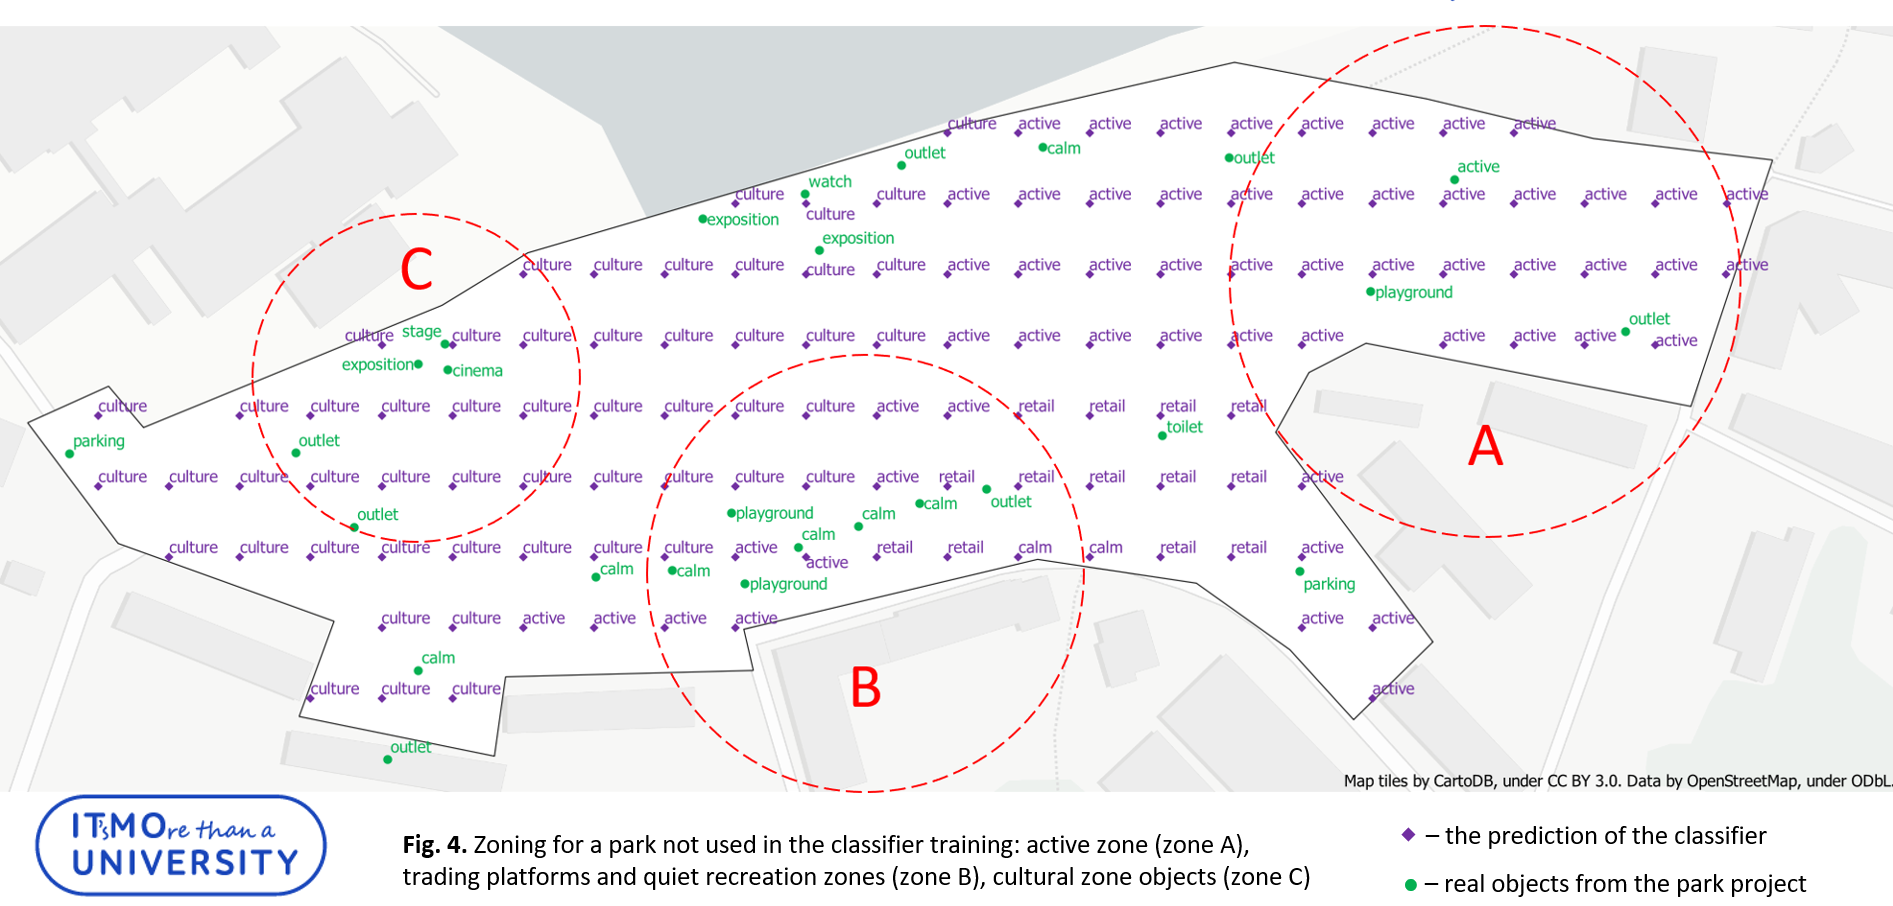 culture active active active active active active active active
outlet calm outlet active
culture watch culture active active active active active active active active active active active active
exposition culture
exposition
C culture culture culture culture culture culture active active active active active active active active active active active active
playground
outlet
culture stage culture culture culture culture culture culture culture active active active active active active active active active active
exposition cinema
culture culture culture culture culture culture culture culture culture culture active active retail retail retail retail
parking outlet toilet A
culture culture culture culture culture culture culture culture culture culture culture active retail retail retail retail retail active
outlet playground calm calm outlet
calm
culture culture culture culture culture culture culture culture active active retail retail calm calm retail retail active
calm calm playground parking
culture culture active active active active active active
calm
culture culture culture B active
outlet
Map tiles by CartoDB, under CC BY 3.0. Data by OpenStreetMap, under ODbL.
IT'sMOre than a
UNIVERSITY
Fig. 4. Zoning for a park not used in the classifier training: active zone (zone A),
trading platforms and quiet recreation zones (zone B), cultural zone objects (zone C)
– the prediction of the classifier
– real objects from the park project